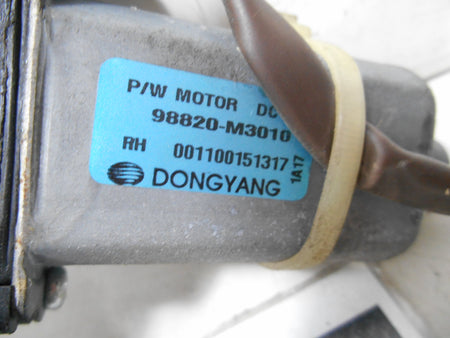 P/W MOTOR DC
98820-M3010
RH 001100151317
1A17
DONGYANG